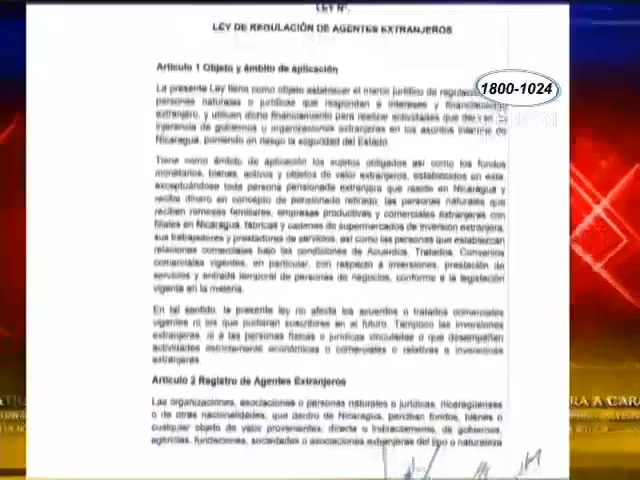 LEY N°.
LEY DE REGULACIÓN DE AGENTES EXTRANJEROS
Artículo 1 Objeto y ámbito de aplicación
1800-1024
La presente Ley tiene como objeto establecer el marco jurídico de
personas naturales o jurídicas que respondan a intereses y
extranjero, y utilicen dicho financiamiento para realizar actividades que
injerencia de gobiernos u organizaciones extranjeras en los asuntos internos de
Nicaragua, poniendo en riesgo la seguridad del Estado.
Tiene como ámbito de aplicación los sujetos obligados así como los fondos
monetarios, bienes, activos y objetos de valor extranjeros, establecidos en esta
exceptuándose toda persona pensionada extranjera que reside en Nicaragua y
recibe dinero en concepto de pensionado retirado, las personas naturales que
reciben remesas familiares, empresas productivas y comerciales extranjeras con
filiales en Nicaragua, fábricas y cadenas de supermercados de inversión extranjera,
sus trabajadores y prestadores de servicios, así como las personas que establezcan
relaciones comerciales bajo las condiciones de Acuerdos, Tratados, Convenios
comerciales vigentes, en particular, con respecto a inversiones, prestación de
servicios y entrada temporal de personas de negocios, conforme a la legislación
vigente en la materia.
En tal sentido, la presente ley no afecta los acuerdos o tratados comerciales
vigentes ni los que pudieran suscribirse en el futuro. Tampoco las inversiones
extranjeras, ni a las personas físicas o jurídicas vinculadas o que desempeñan
actividades estrictamente económicas o comerciales o relativas a inversiones
extranjeras.
Artículo 2 Registro de Agentes Extranjeros
Las organizaciones, asociaciones o personas naturales o jurídicas, nicaragüenses
o de otras nacionalidades, que dentro de Nicaragua, perciban fondos, bienes o
cualquier objeto de valor provenientes, directa o indirectamente, de gobiernos,
agencias, fundaciones, sociedades o asociaciones extranjeras del tipo o naturaleza
RA A CARA